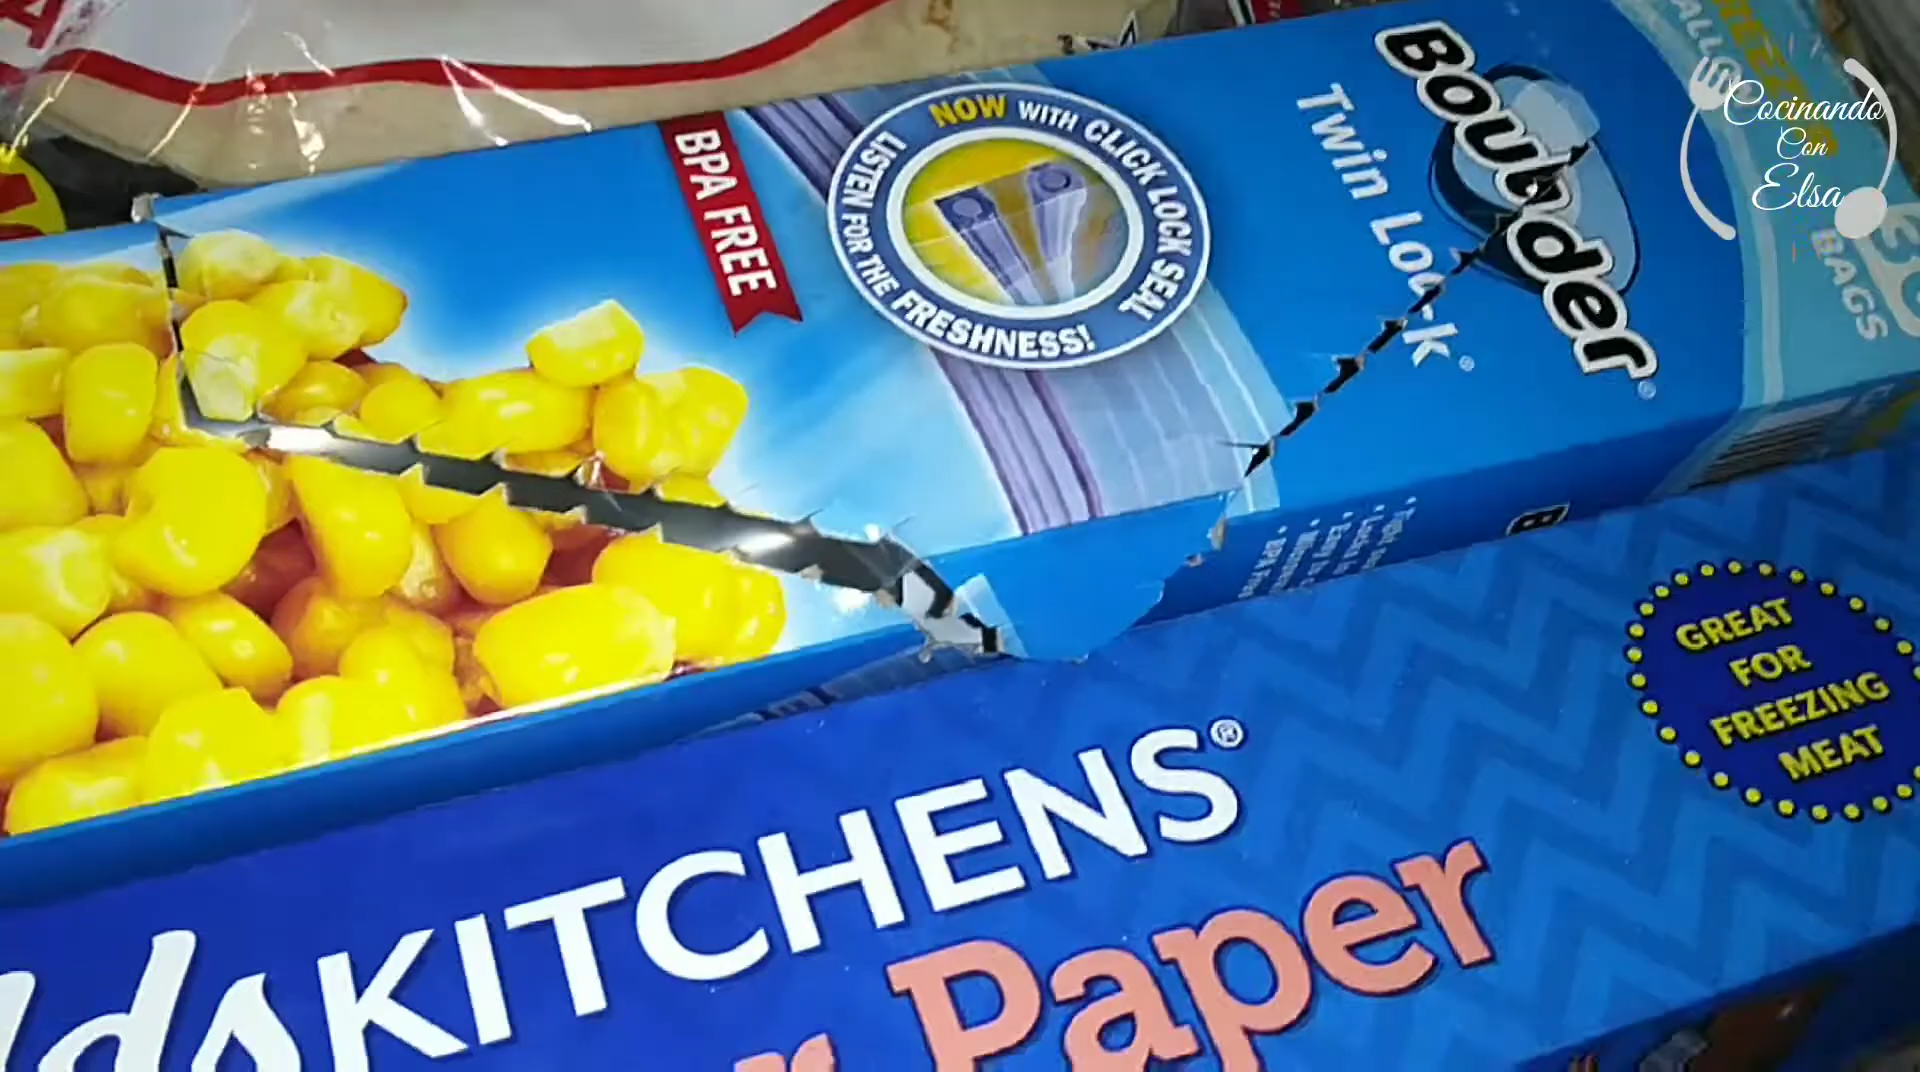 Cocinando
Con
Elsa
Boulder®
Twin Lock®
NOW WITH CLICK LOCK SEAL
LISTEN FOR THE FRESHNESS!
BPA FREE
BAGS
GREAT
FOR
FREEZING
MEAT
KITCHENS®
Paper